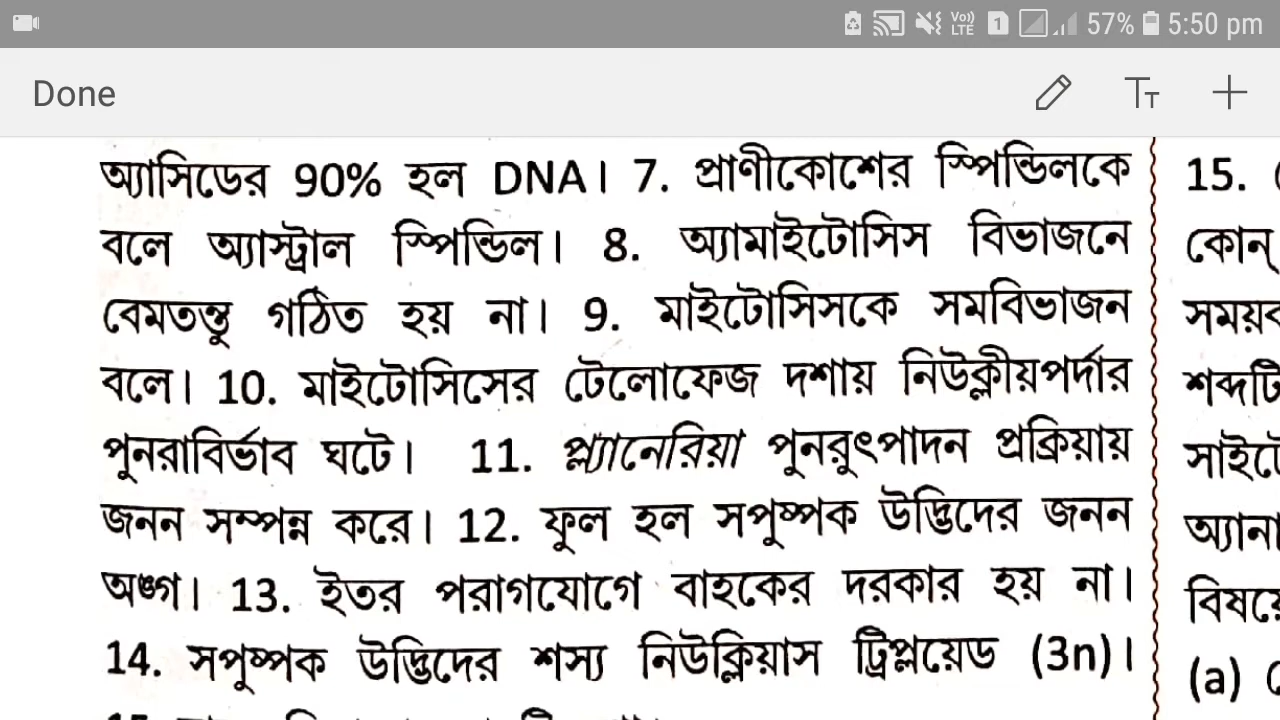 57% 5:50 pm
Done
অ্যাসিডের 90% হল DNA। 7. প্রাণীকোশের স্পিন্ডিলকে
বলে অ্যাস্ট্রাল স্পিন্ডিল। 8. অ্যামাইটোসিস বিভাজনে
বেমতন্তু গঠিত হয় না। 9. মাইটোসিসকে সমবিভাজন
বলে। 10. মাইটোসিসের টেলোফেজ দশায় নিউক্লীয়পর্দার
পুনরাবির্ভাব ঘটে। 11. প্ল্যানেরিয়া পুনরুৎপাদন প্রক্রিয়ায়
জনন সম্পন্ন করে। 12. ফুল হল সপুষ্পক উদ্ভিদের জনন
অঙ্গ। 13. ইতর পরাগযোগে বাহকের দরকার হয় না।
14. সপুষ্পক উদ্ভিদের শস্য নিউক্লিয়াস ট্রিপ্লয়েড (3n)।
15.
কোন্
শব্দটি
(a)